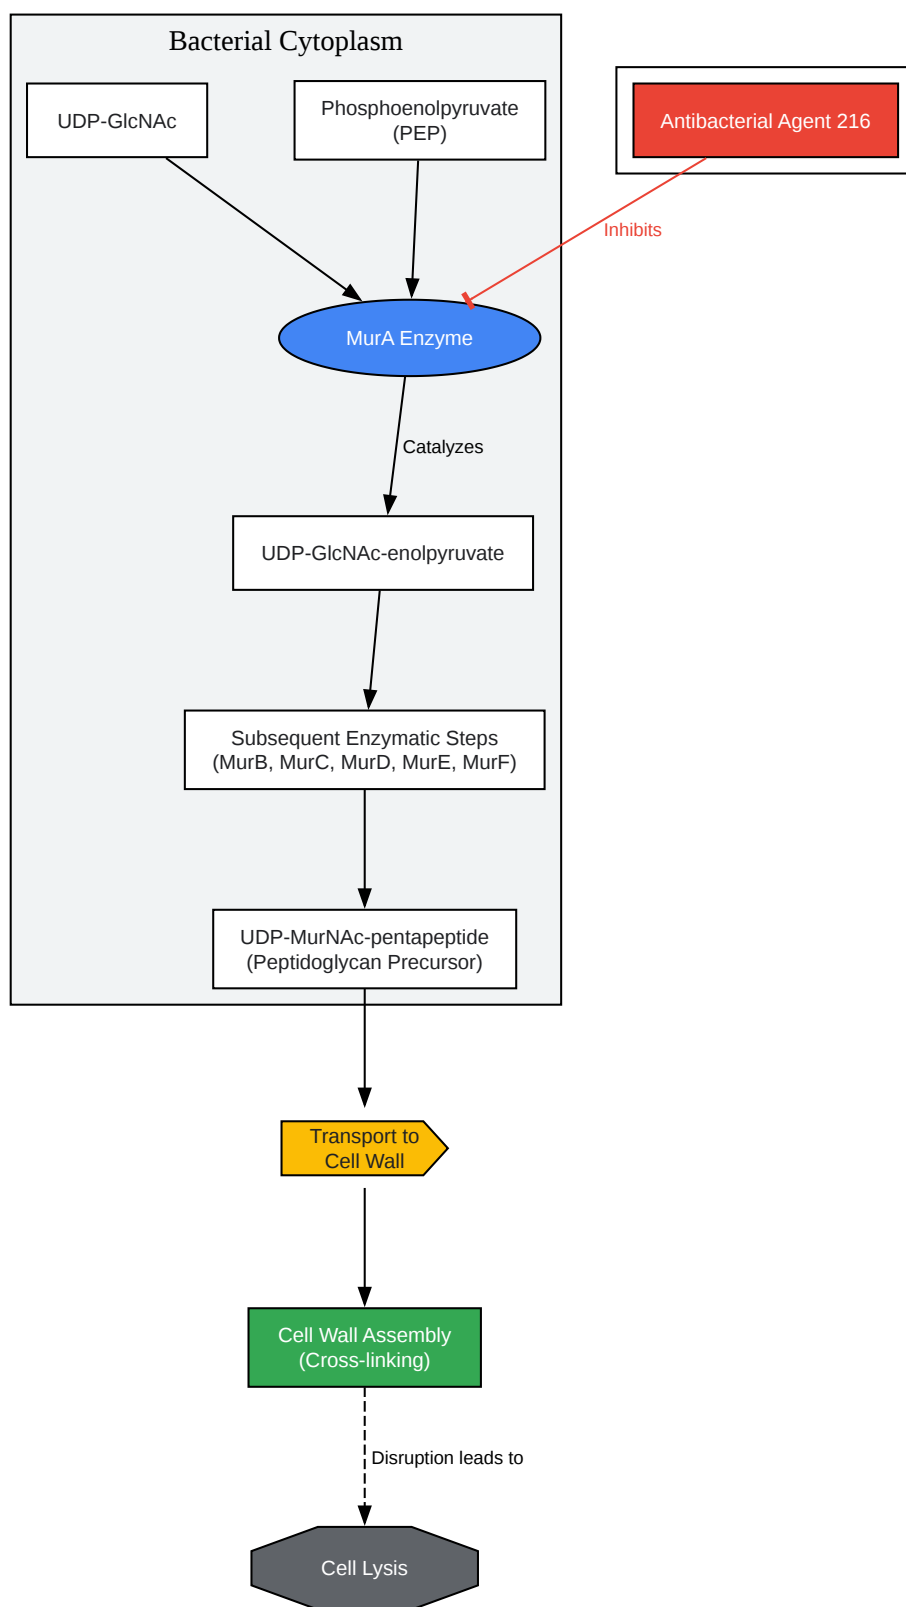 Bacterial Cytoplasm
UDP-GlcNAc
Phosphoenolpyruvate
(PEP)
Antibacterial Agent 216
Inhibits
MurA Enzyme
Catalyzes
UDP-GlcNAc-enolpyruvate
Subsequent Enzymatic Steps
(MurB, MurC, MurD, MurE, MurF)
UDP-MurNAc-pentapeptide
(Peptidoglycan Precursor)
Transport to
Cell Wall
Cell Wall Assembly
(Cross-linking)
Disruption leads to
Cell Lysis